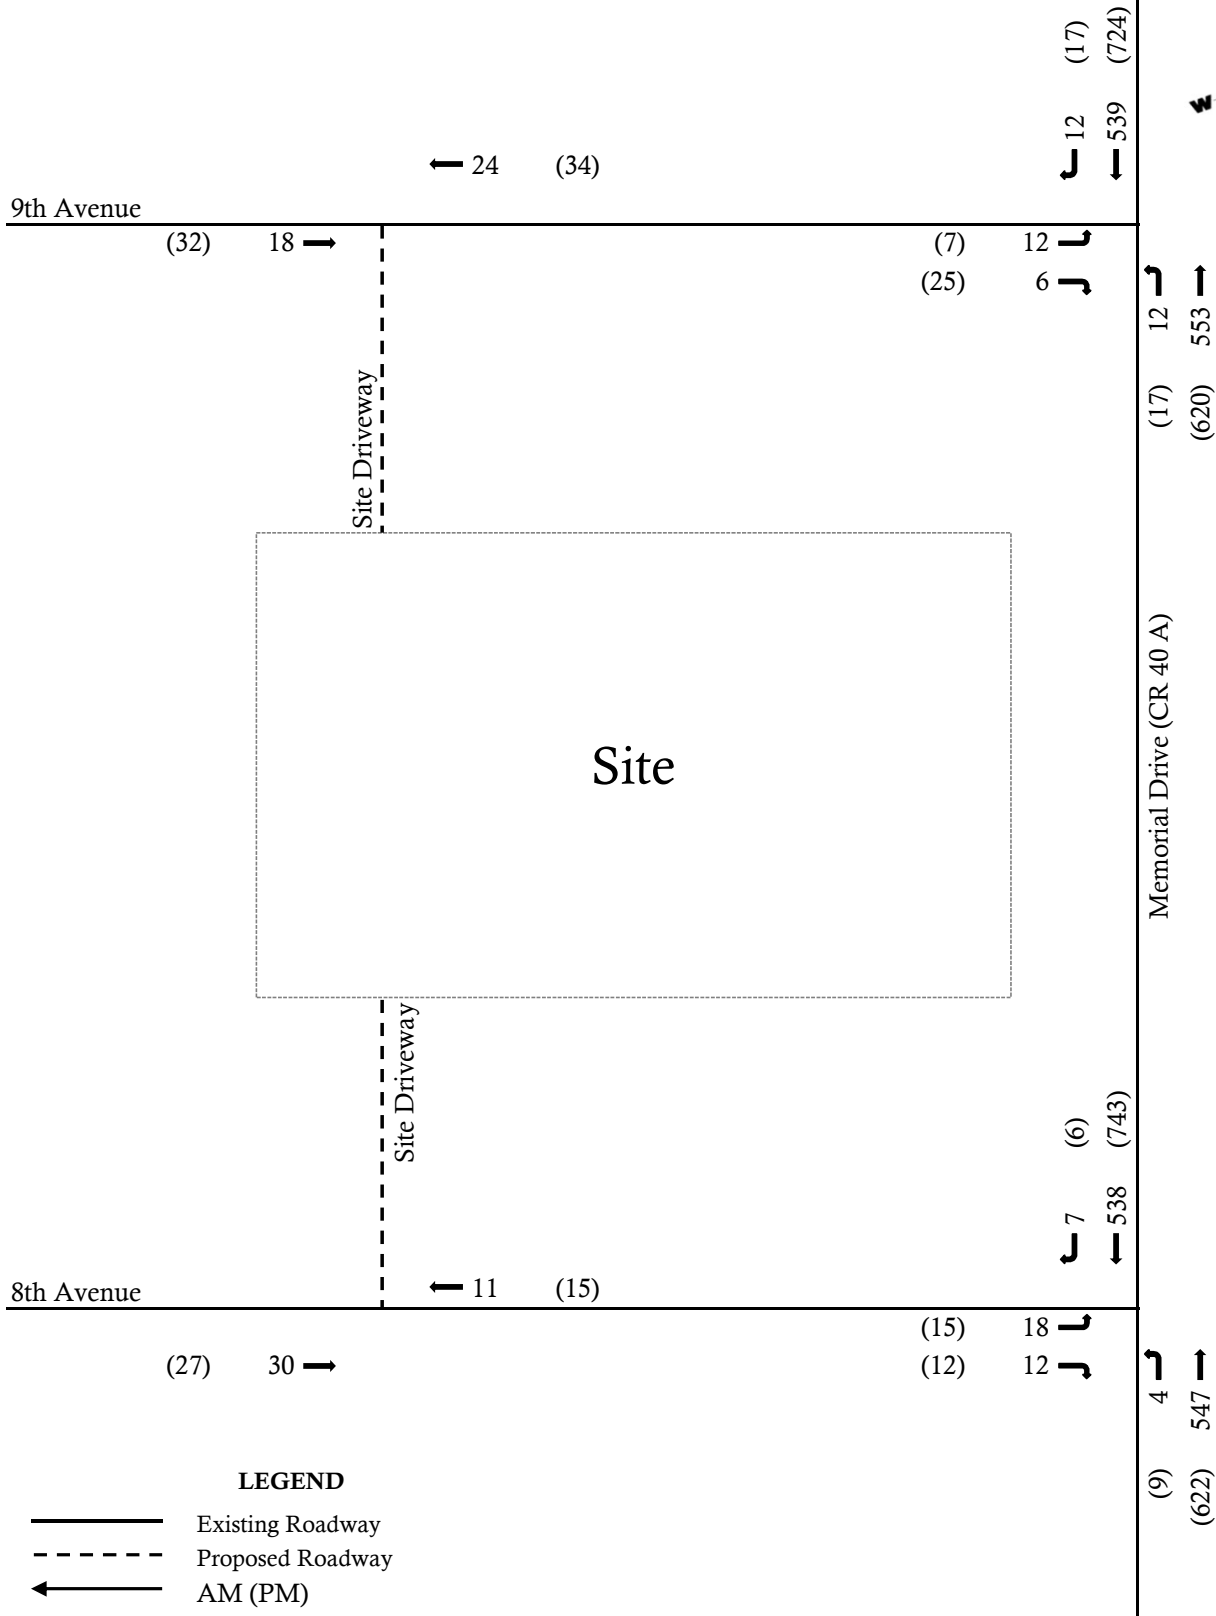 (17) (724)
12 539
W
24 (34)
9th Avenue
(32) 18
(7) 12
(25) 6
12 553
(17) (620)
Site Driveway
Site
Memorial Drive (CR 40 A)
Site Driveway
(6) (743)
7 538
8th Avenue
11 (15)
(15) 18
(27) 30
(12) 12
4 547
(9) (622)
LEGEND
Existing Roadway
Proposed Roadway
AM (PM)